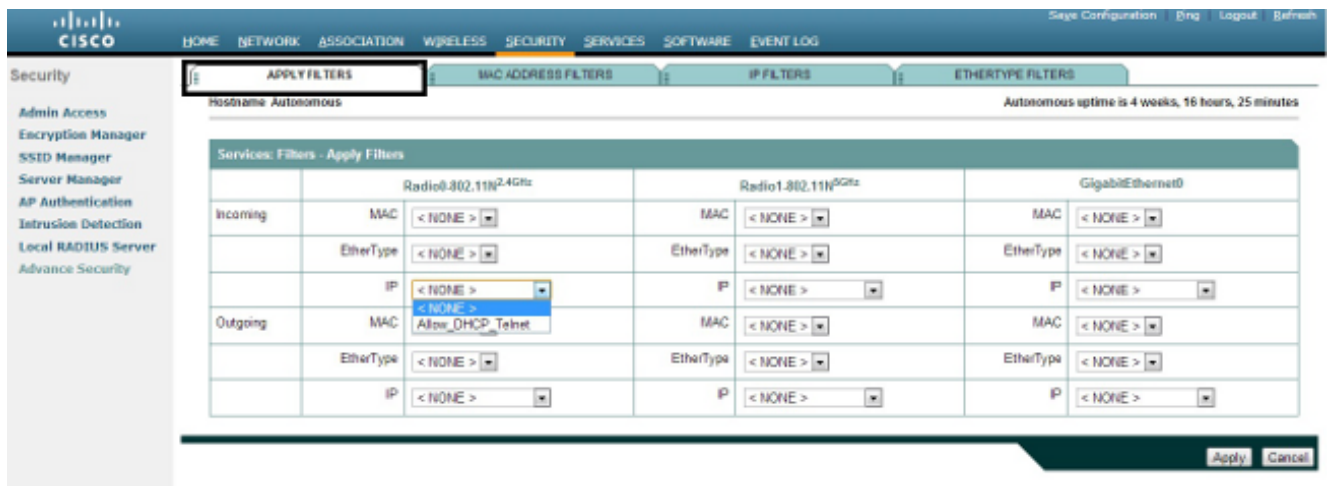 Save Configuration Ping Logout Refresh
CISCO
HOME NETWORK ASSOCIATION WIRELESS SECURITY SERVICES SOFTWARE EVENT LOG
Security
APPLY FILTERS MAC ADDRESS FILTERS IP FILTERS ETHERTYPE FILTERS
Hostname Autonomous Autonomous uptime is 4 weeks, 16 hours, 25 minutes
Admin Access
Encryption Manager
SSID Manager
Server Manager
AP Authentication
Intrusion Detection
Local RADIUS Server
Advance Security
Services: Filters - Apply Filters
Radio0-802.11N2.4GHz Radio1-802.11N5GHz GigabitEthernet0
Incoming MAC < NONE > MAC < NONE > MAC < NONE >
EtherType < NONE > EtherType < NONE > EtherType < NONE >
IP < NONE > IP < NONE > IP < NONE >
< NONE >
Outgoing MAC Allow_DHCP_Telnet MAC < NONE > MAC < NONE >
EtherType < NONE > EtherType < NONE > EtherType < NONE >
IP < NONE > IP < NONE > IP < NONE >
Apply Cancel